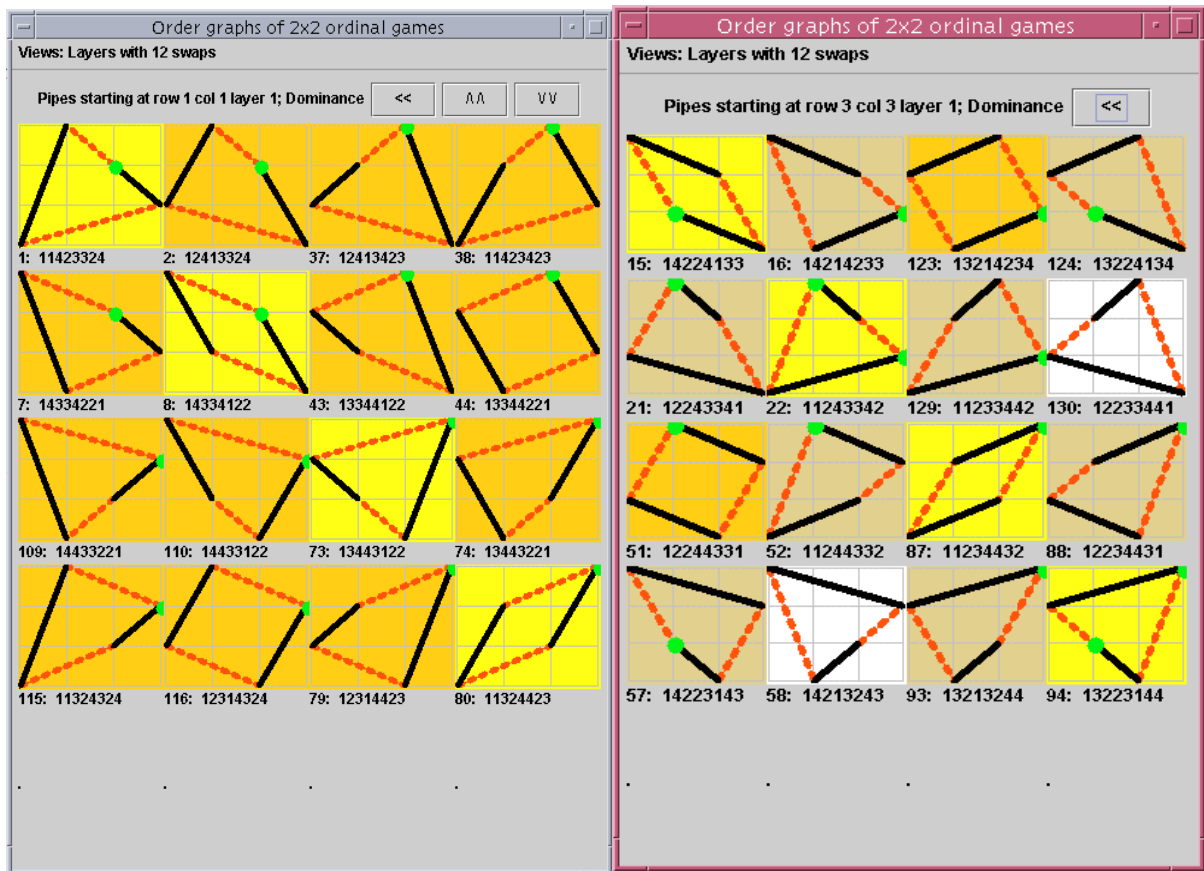 Order graphs of 2x2 ordinal games
Views: Layers with 12 swaps
Pipes starting at row 1 col 1 layer 1; Dominance << ΛΛ VV
1: 11423324 2: 12413324 37: 12413423 38: 11423423
7: 14334221 8: 14334122 43: 13344122 44: 13344221
109: 14433221 110: 14433122 73: 13443122 74: 13443221
115: 11324324 116: 12314324 79: 12314423 80: 11324423
Order graphs of 2x2 ordinal games
Views: Layers with 12 swaps
Pipes starting at row 3 col 3 layer 1; Dominance <<
15: 14224133 16: 14214233 123: 13214234 124: 13224134
21: 12243341 22: 11243342 129: 11233442 130: 12233441
51: 12244331 52: 11244332 87: 11234432 88: 12234431
57: 14223143 58: 14213243 93: 13213244 94: 13223144